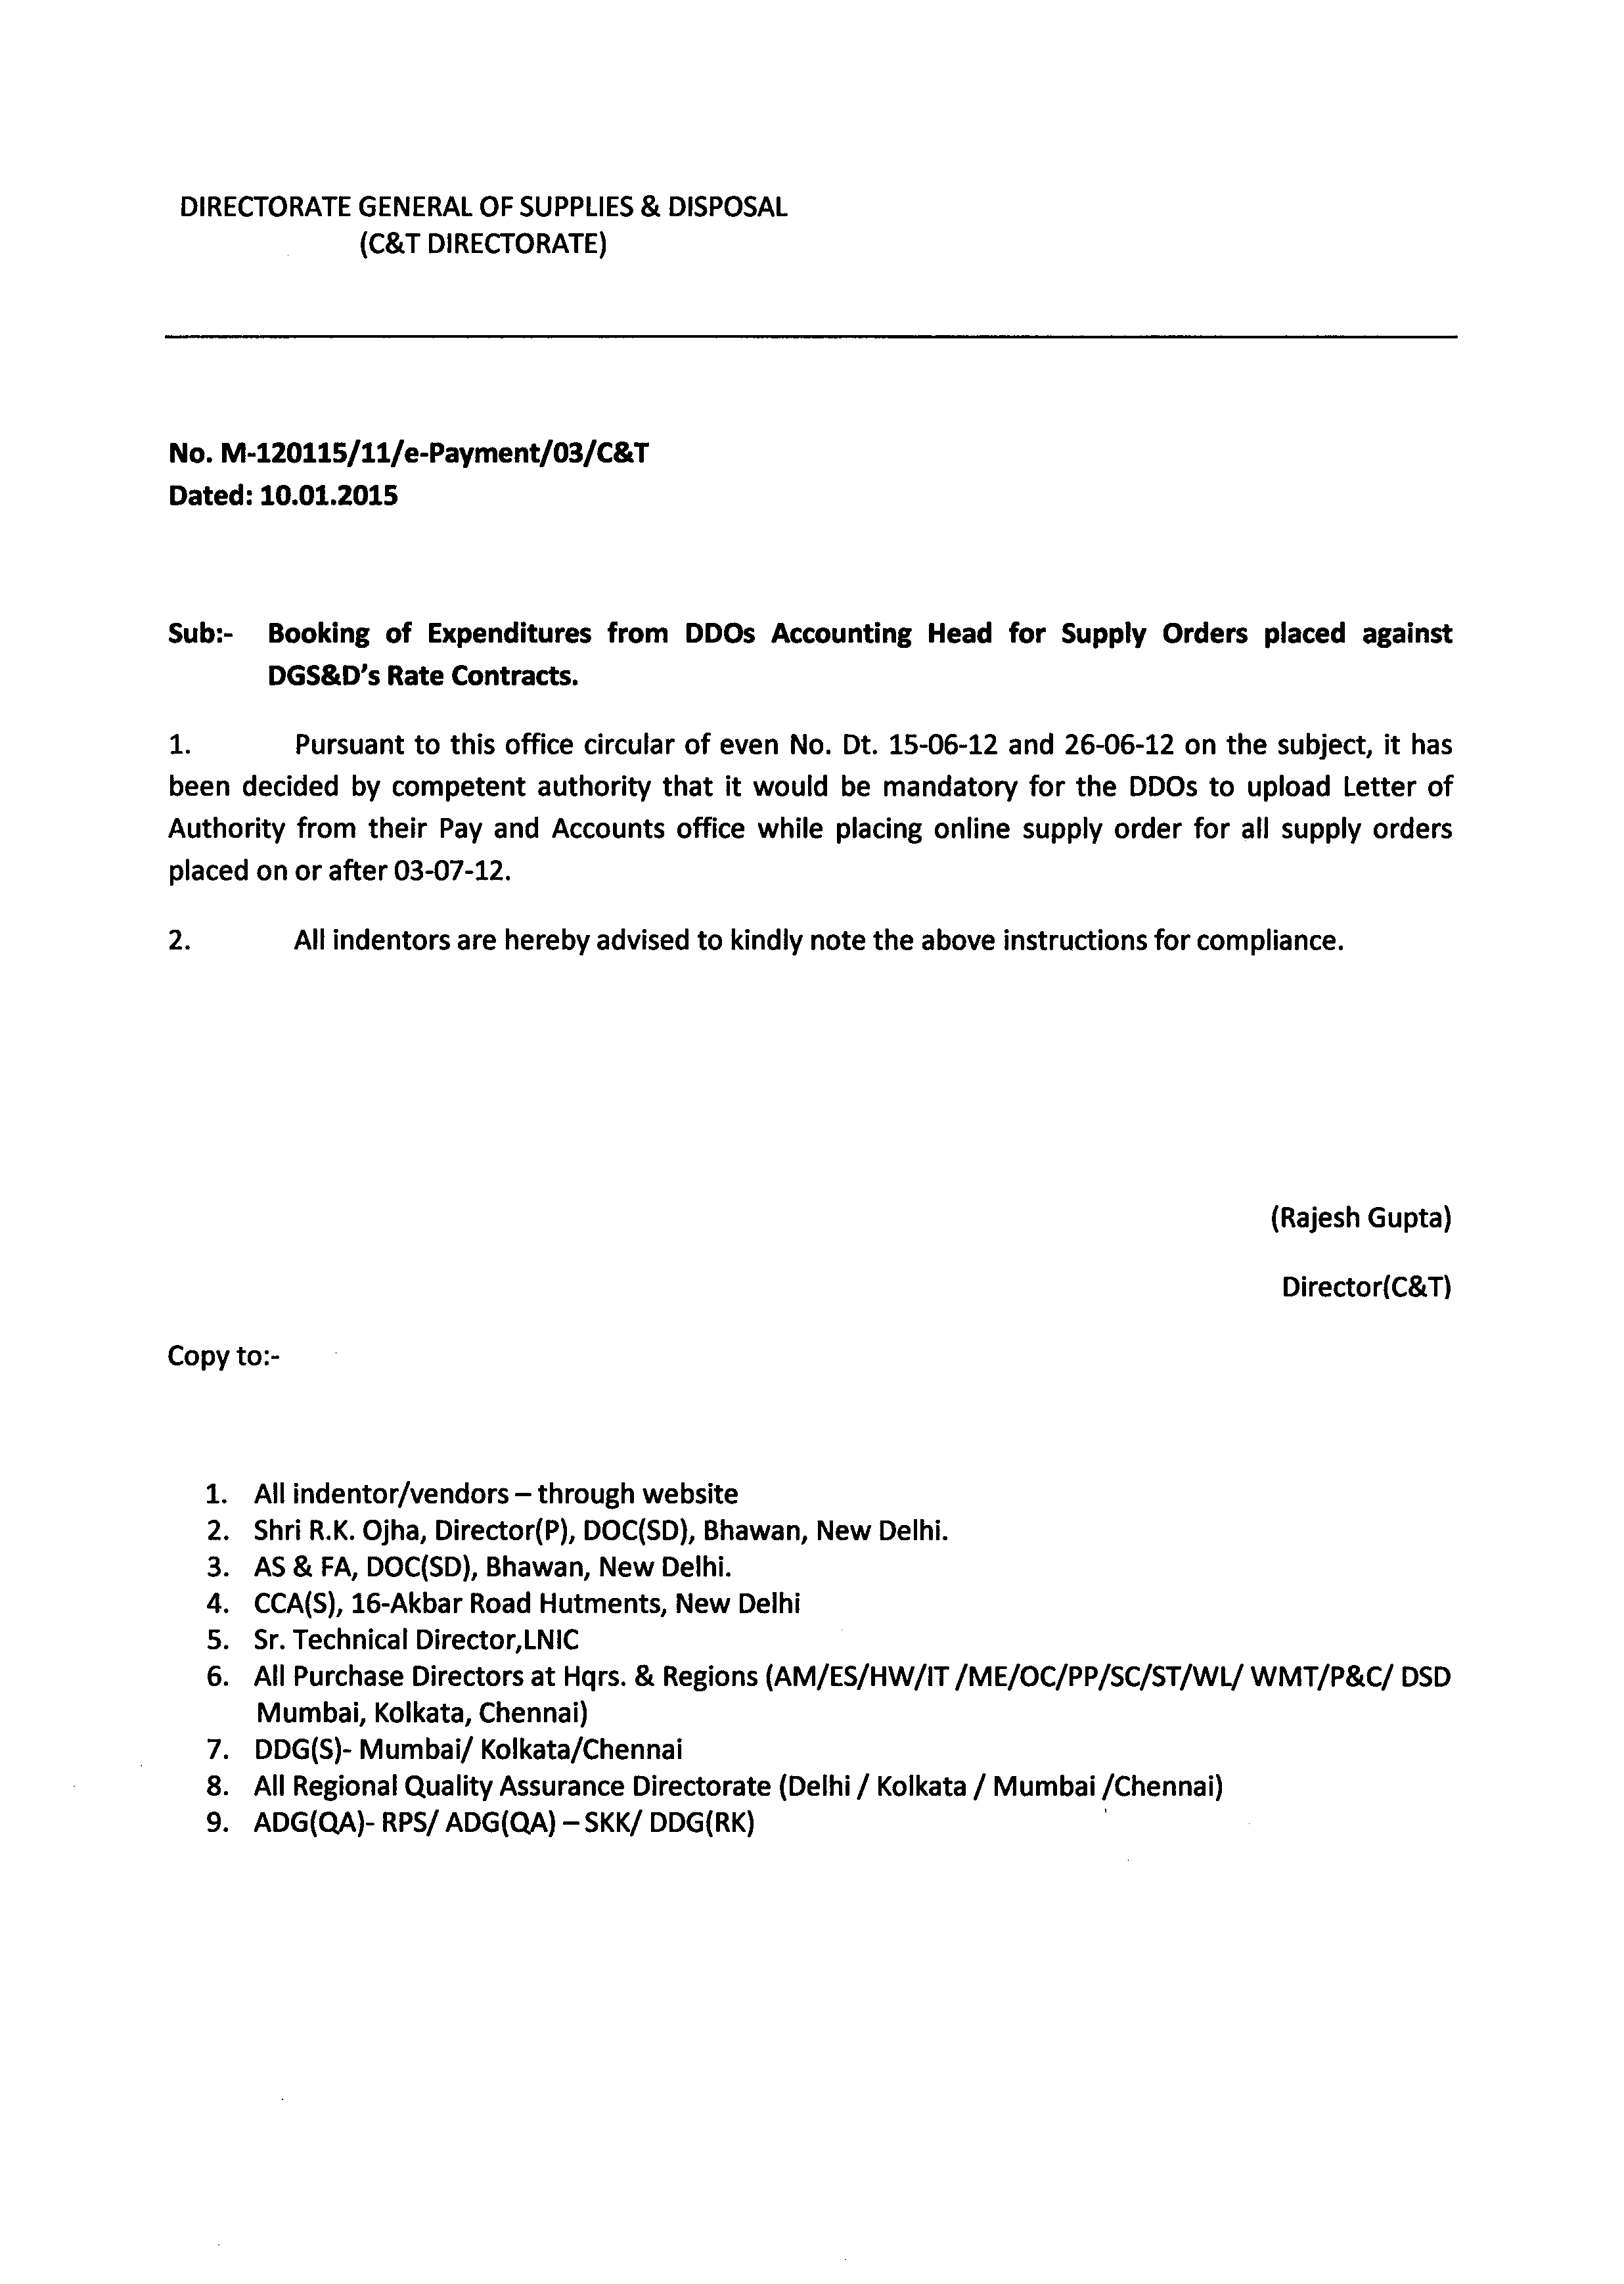 DIRECTORATE GENERAL OF SUPPLIES & DISPOSAL
(C&T DIRECTORATE)
No. M-120115/11/e-Payment/03/C&T
Dated: 10.01.2015
Sub:- Booking of Expenditures from DDOs Accounting Head for Supply Orders placed against
DGS&D's Rate Contracts.
1. Pursuant to this office circular of even No. Dt. 15-06-12 and 26-06-12 on the subject, it has
been decided by competent authority that it would be mandatory for the DDOs to upload Letter of
Authority from their Pay and Accounts office while placing online supply order for all supply orders
placed on or after 03-07-12.
2. All indentors are hereby advised to kindly note the above instructions for compliance.
(Rajesh Gupta)
Director(C&T)
Copy to:-
1. All indentor/vendors – through website
2. Shri R.K. Ojha, Director(P), DOC(SD), Bhawan, New Delhi.
3. AS & FA, DOC(SD), Bhawan, New Delhi.
4. CCA(S), 16-Akbar Road Hutments, New Delhi
5. Sr. Technical Director,LNIC
6. All Purchase Directors at Hqrs. & Regions (AM/ES/HW/IT /ME/OC/PP/SC/ST/WL/ WMT/P&C/ DSD
Mumbai, Kolkata, Chennai)
7. DDG(S)- Mumbai/ Kolkata/Chennai
8. All Regional Quality Assurance Directorate (Delhi / Kolkata / Mumbai /Chennai)
9. ADG(QA)- RPS/ ADG(QA) – SKK/ DDG(RK)